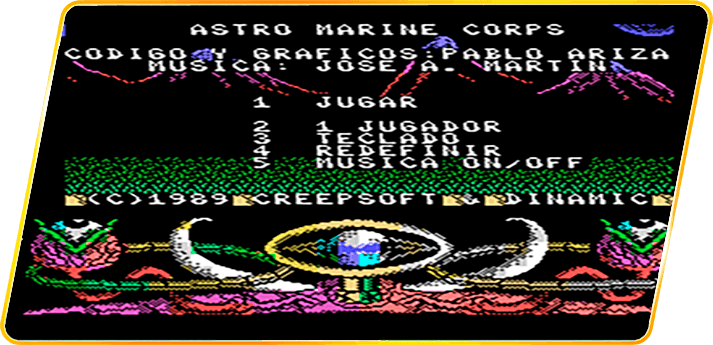 ASTRO MARINE CORPS
CODIGO Y GRAFICOS:PABLO ARIZA
MUSICA: JOSE A. MARTIN
1 JUGAR
2 1 JUGADOR
3 TECLADO
4 REDEFINIR
5 MUSICA ON/OFF
(C)1989 CREEPSOFT & DINAMIC